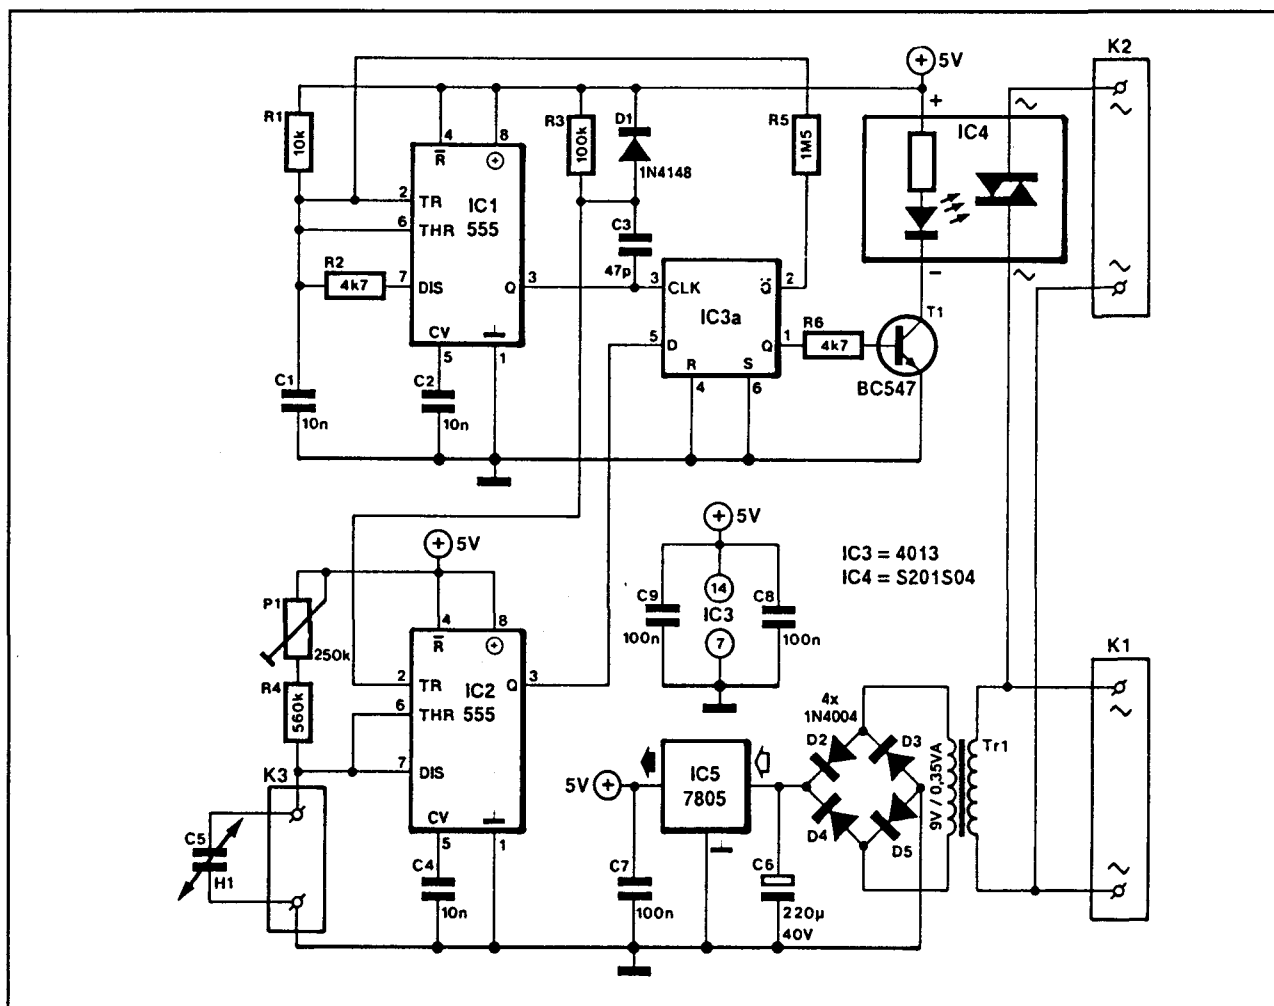 K2
5V
+
R1
10k
4
R
8
R3
100k
D1
1N4148
R5
1M5
IC4
2
TR
IC1
555
6
THR
R2
4k7
7
DIS
Q
3
C3
47p
3
CLK
Q
2
IC3a
5
D
Q
1
R
S
4
6
R6
4k7
T1
BC547
−
CV
5
1
C1
10n
C2
10n
5V
5V
IC3 = 4013
IC4 = S201S04
C9
100n
14
IC3
7
C8
100n
P1
250k
R4
560k
4
R
8
2
TR
IC2
555
6
THR
7
DIS
Q
3
CV
5
1
K3
C5
H1
C4
10n
5V
IC5
7805
C7
100n
C6
220µ
40V
4x
1N4004
D2
D3
D4
D5
9V / 0,35VA
Tr1
K1